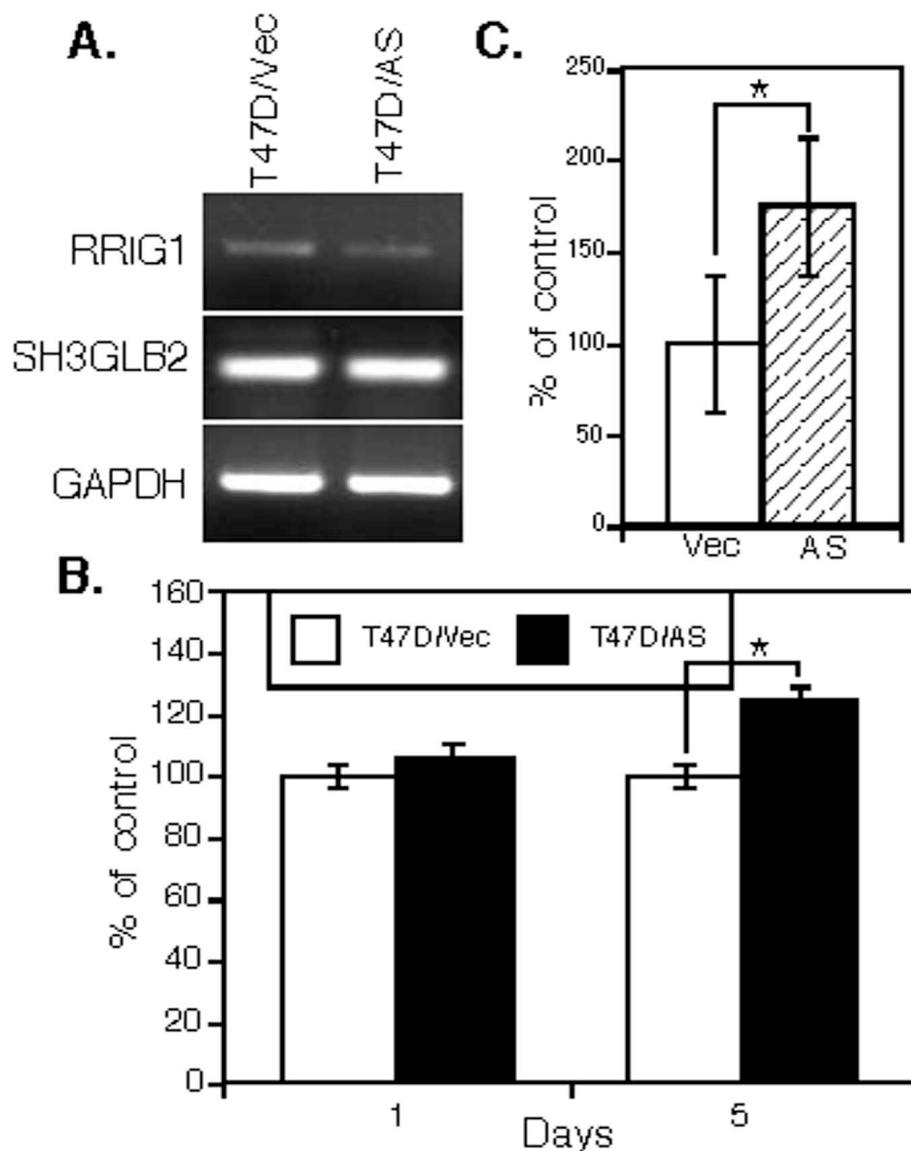 A.
T47D/Vec
T47D/AS
RRIG1
SH3GLB2
GAPDH
C.
% of control
250
200
150
100
50
0
*
Vec AS
B.
% of control
160
140
120
100
80
60
40
20
0
T47D/Vec T47D/AS
*
1 5
Days